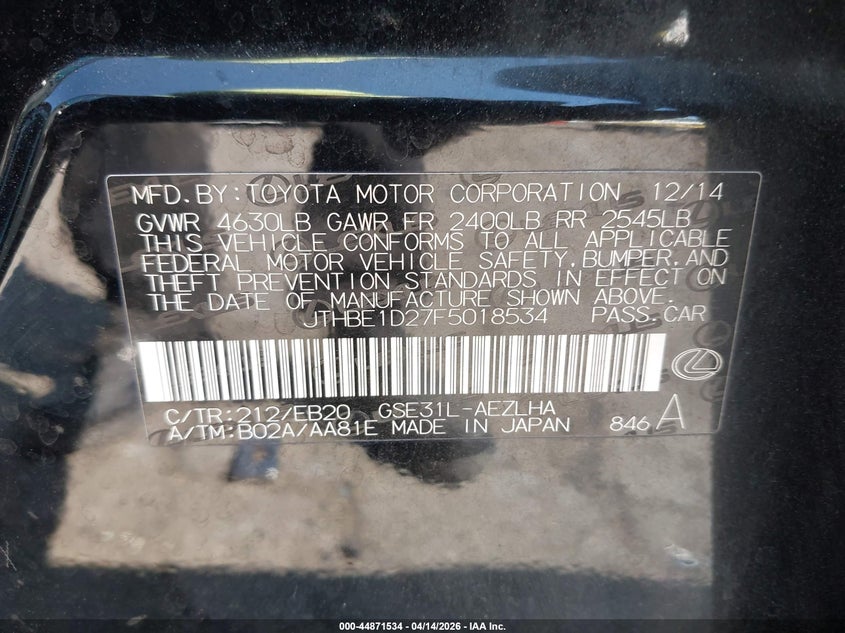 MFD.BY:TOYOTA MOTOR CORPORATION 12/14
GVWR 4630LB GAWR FR 2400LB RR 2545LB
THIS VEHICLE CONFORMS TO ALL APPLICABLE
FEDERAL MOTOR VEHICLE SAFETY,BUMPER,AND
THEFT PREVENTION STANDARDS IN EFFECT ON
THE DATE OF MANUFACTURE SHOWN ABOVE.
JTHBE1D27F5018534 PASS.CAR
C/TR:212/EB20 GSE31L-AEZLHA
A/TM:B02A/AA81E MADE IN JAPAN 846 A
000-44871534 - 04/14/2026 - IAA Inc.